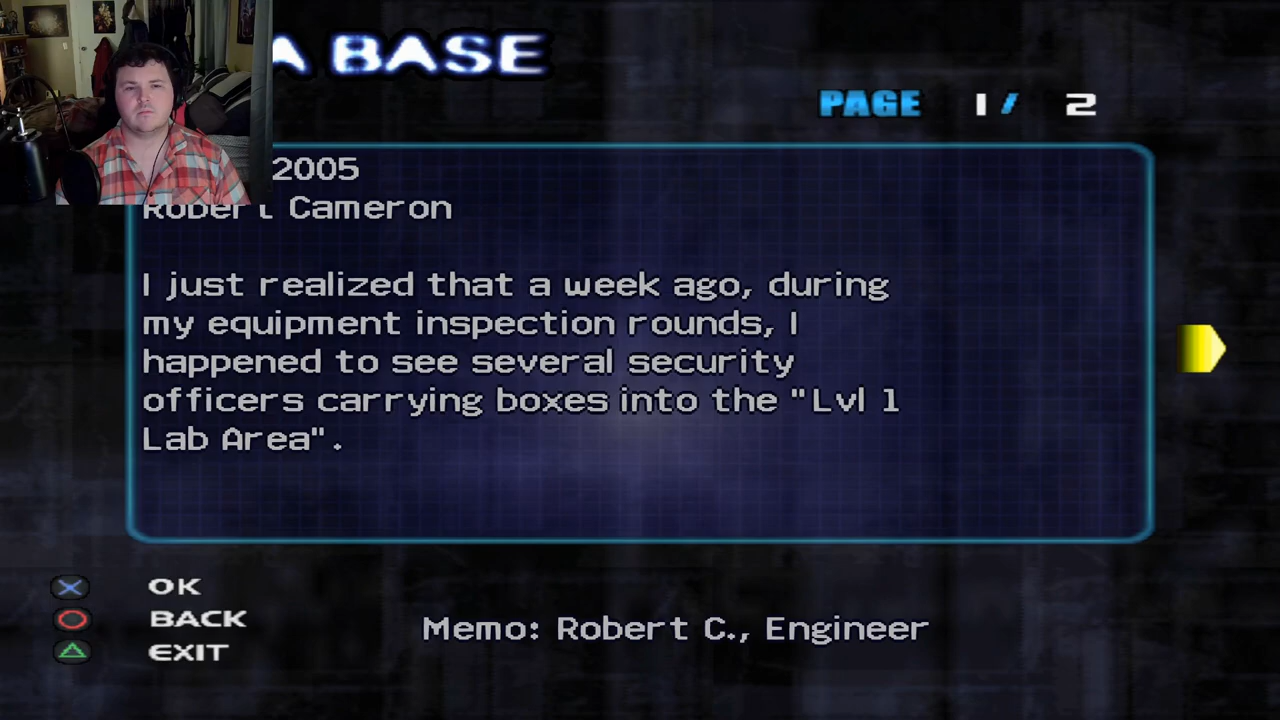 A BASE
PAGE 1 / 2
2005
Robert Cameron
I just realized that a week ago, during
my equipment inspection rounds, I
happened to see several security
officers carrying boxes into the "Lvl 1
Lab Area".
OK
BACK
EXIT
Memo: Robert C., Engineer